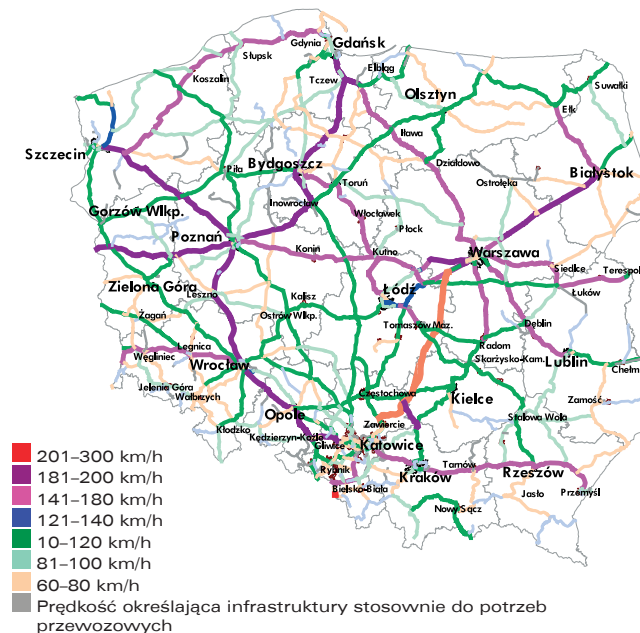 Gdynia
Gdańsk
Słupsk
Koszalin
Tczew
Elbląg
Olsztyn
Suwałki
Ełk
Iława
Szczecin
Piła
Bydgoszcz
Działdowo
Ostrołęka
Białystok
Toruń
Inowrocław
Gorzów Wlkp.
Włocławek
Płock
Poznań
Konin
Kutno
Warszawa
Siedlce
Terespol
Zielona Góra
Leszno
Kalisz
Łódź
Łuków
Żagań
Ostrów Wlkp.
Tomaszów Maz.
Dęblin
Legnica
Węgliniec
Wrocław
Radom
Skarżysko-Kam.
Lublin
Chełm
Jelenia Góra
Wałbrzych
Częstochowa
Kielce
Zamość
Opole
Kłodzko
Kędzierzyn-Koźle
Zawiercie
Stalowa Wola
Gliwice
Katowice
Rybnik
Kraków
Tarnów
Rzeszów
Bielsko-Biała
Jasło
Przemyśl
Nowy Sącz
201–300 km/h
181–200 km/h
141–180 km/h
121–140 km/h
10–120 km/h
81–100 km/h
60–80 km/h
Prędkość określająca infrastruktury stosownie do potrzeb
przewozowych